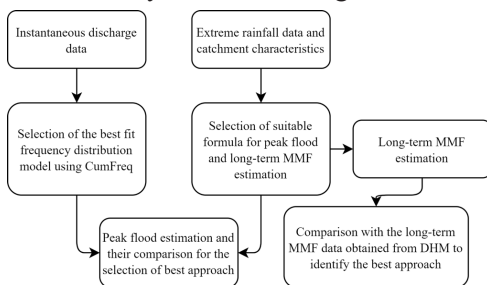 Instantaneous discharge
data
Extreme rainfall data and
catchment characteristics
Selection of the best fit
frequency distribution
model using CumFreq
Selection of suitable
formula for peak flood
and long-term MMF
estimation
Long-term MMF
estimation
Peak flood estimation and
their comparison for the
selection of best approach
Comparison with the long-term
MMF data obtained from DHM to
identify the best approach